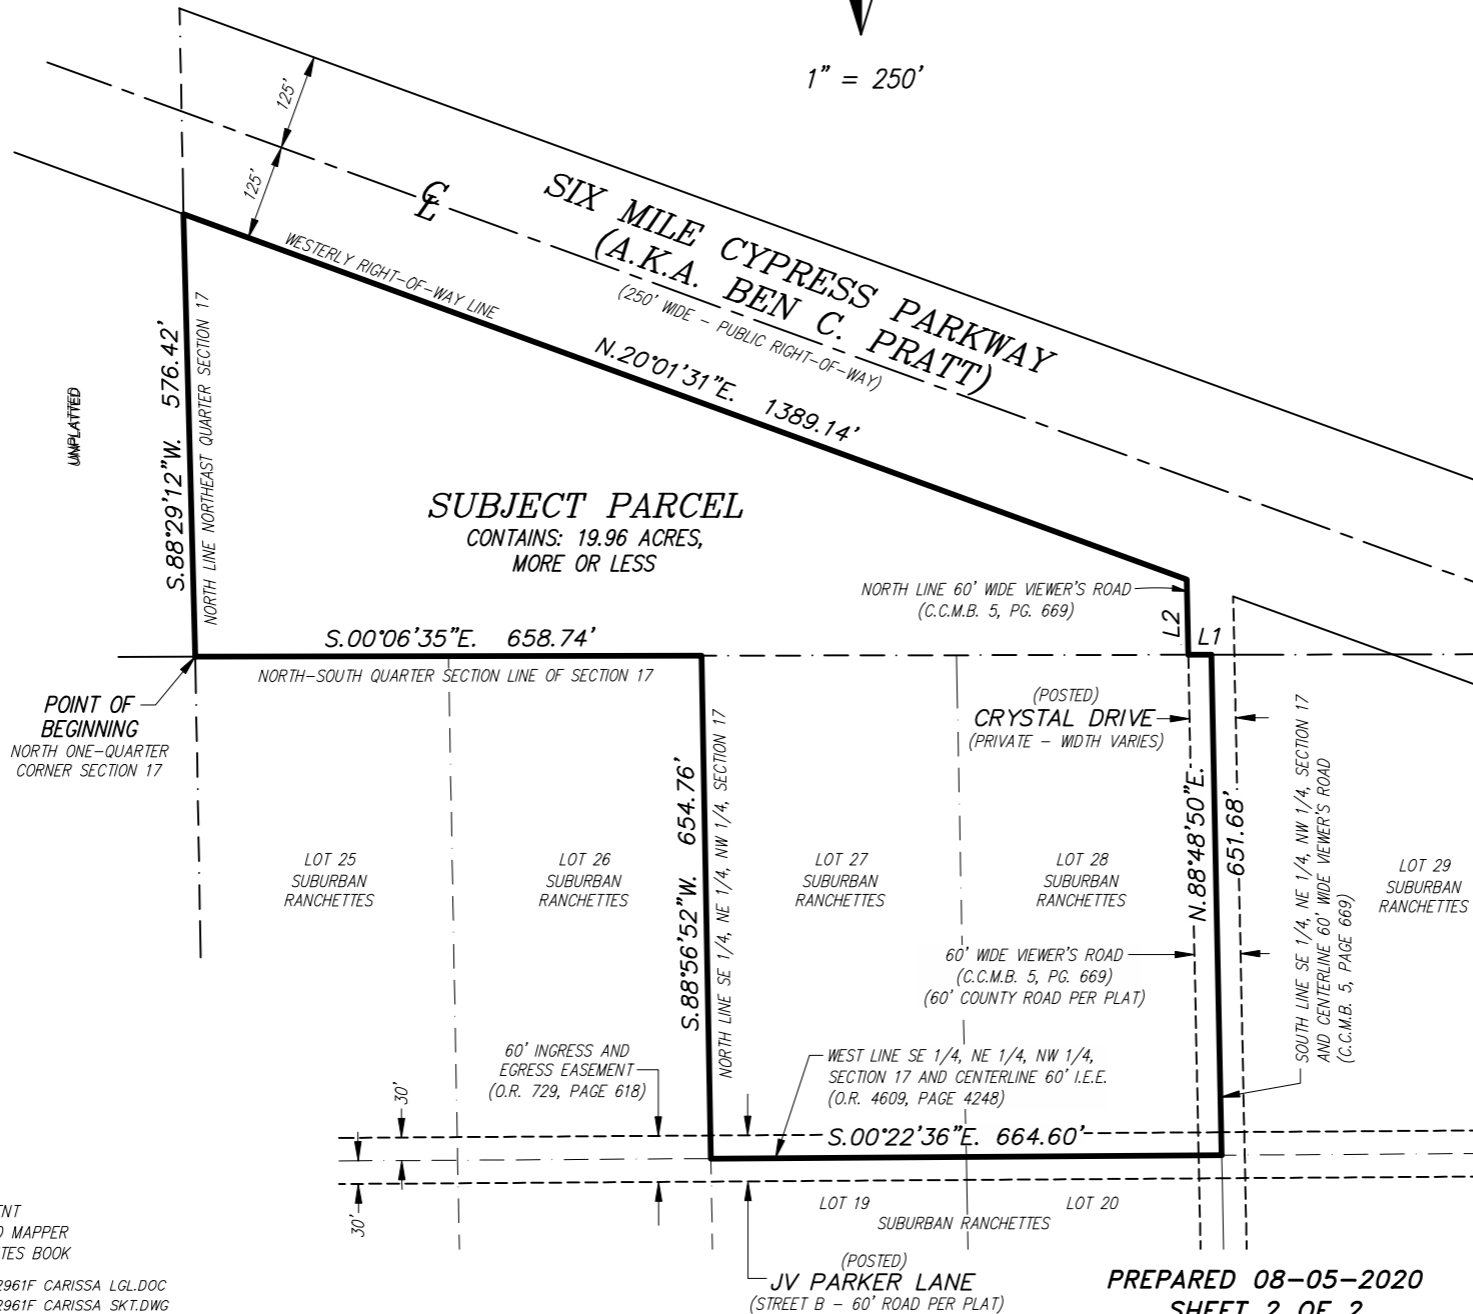 1" = 250'
125'
125'
C
L
SIX MILE CYPRESS PARKWAY
(A.K.A. BEN C. PRATT)
(250' WIDE - PUBLIC RIGHT-OF-WAY)
WESTERLY RIGHT-OF-WAY LINE
N.20°01'31"E. 1389.14'
UNPLATTED
S.88°29'12"W. 576.42'
NORTH LINE NORTHEAST QUARTER SECTION 17
SUBJECT PARCEL
CONTAINS: 19.96 ACRES,
MORE OR LESS
NORTH LINE 60' WIDE VIEWER'S ROAD
(C.C.M.B. 5, PG. 669)
L2
L1
S.00°06'35"E. 658.74'
NORTH-SOUTH QUARTER SECTION LINE OF SECTION 17
POINT OF
BEGINNING
NORTH ONE-QUARTER
CORNER SECTION 17
(POSTED)
CRYSTAL DRIVE
(PRIVATE - WIDTH VARIES)
S.88°56'52"W. 654.76'
NORTH LINE SE 1/4, NE 1/4, NW 1/4, SECTION 17
N.88°48'50"E.
651.68'
SOUTH LINE SE 1/4, NE 1/4, NW 1/4, SECTION 17
AND CENTERLINE 60' WIDE VIEWER'S ROAD
(C.C.M.B. 5, PAGE 669)
LOT 25
SUBURBAN
RANCHETTES
LOT 26
SUBURBAN
RANCHETTES
LOT 27
SUBURBAN
RANCHETTES
LOT 28
SUBURBAN
RANCHETTES
LOT 29
SUBURBAN
RANCHETTES
60' WIDE VIEWER'S ROAD
(C.C.M.B. 5, PG. 669)
(60' COUNTY ROAD PER PLAT)
60' INGRESS AND
EGRESS EASEMENT
(O.R. 729, PAGE 618)
WEST LINE SE 1/4, NE 1/4, NW 1/4,
SECTION 17 AND CENTERLINE 60' I.E.E.
(O.R. 4609, PAGE 4248)
30'
30'
S.00°22'36"E. 664.60'
LOT 19
LOT 20
SUBURBAN RANCHETTES
(POSTED)
JV PARKER LANE
(STREET B - 60' ROAD PER PLAT)
NT
MAPPER
TES BOOK
2961F CARISSA LGL.DOC
2961F CARISSA SKT.DWG
PREPARED 08-05-2020
SHEET 2 OF 2